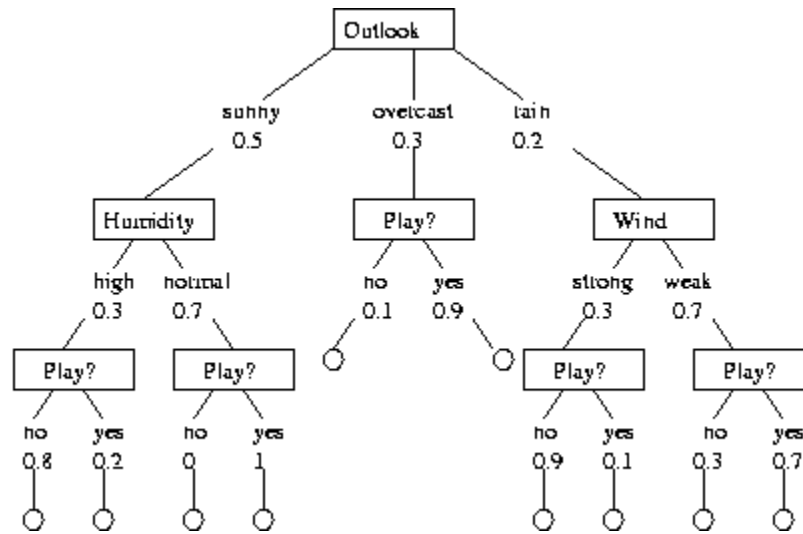 Outlook
sunny overcast rain
0.5 0.3 0.2
Humidity Play? Wind
high normal no yes strong weak
0.3 0.7 0.1 0.9 0.3 0.7
Play? Play? Play? Play?
no yes no yes no yes no yes
0.8 0.2 0 1 0.9 0.1 0.3 0.7